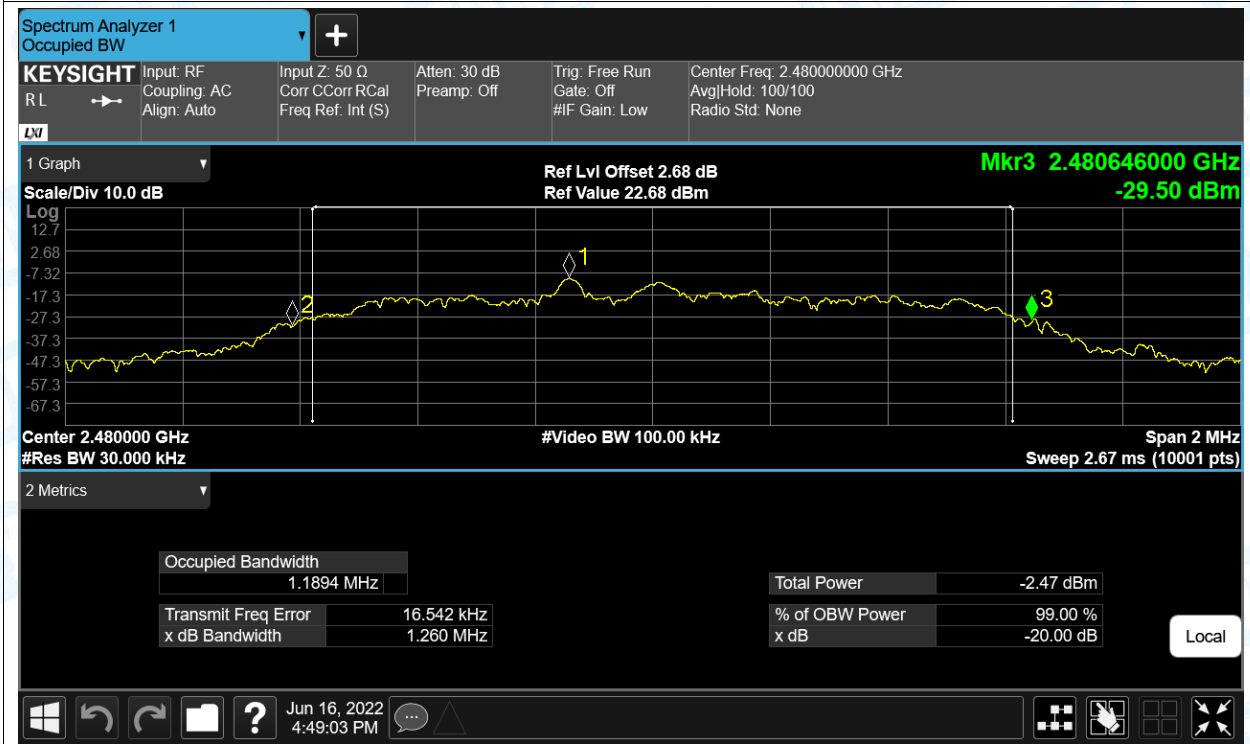 Spectrum Analyzer 1
Occupied BW
KEYSIGHT
R L
LXI
Input: RF
Coupling: AC
Align: Auto
Input Z: 50 Ω
Corr CCorr RCal
Freq Ref: Int (S)
Atten: 30 dB
Preamp: Off
Trig: Free Run
Gate: Off
#IF Gain: Low
Center Freq: 2.480000000 GHz
Avg|Hold: 100/100
Radio Std: None
1 Graph
Scale/Div 10.0 dB
Ref Lvl Offset 2.68 dB
Ref Value 22.68 dBm
Mkr3 2.480646000 GHz
-29.50 dBm
Log
12.7
2.68
-7.32
-17.3
-27.3
-37.3
-47.3
-57.3
-67.3
1
2
3
Center 2.480000 GHz
#Res BW 30.000 kHz
#Video BW 100.00 kHz
Span 2 MHz
Sweep 2.67 ms (10001 pts)
2 Metrics
Occupied Bandwidth
1.1894 MHz
Transmit Freq Error 16.542 kHz
x dB Bandwidth 1.260 MHz
Total Power -2.47 dBm
% of OBW Power 99.00 %
x dB -20.00 dB
Local
?
Jun 16, 2022
4:49:03 PM